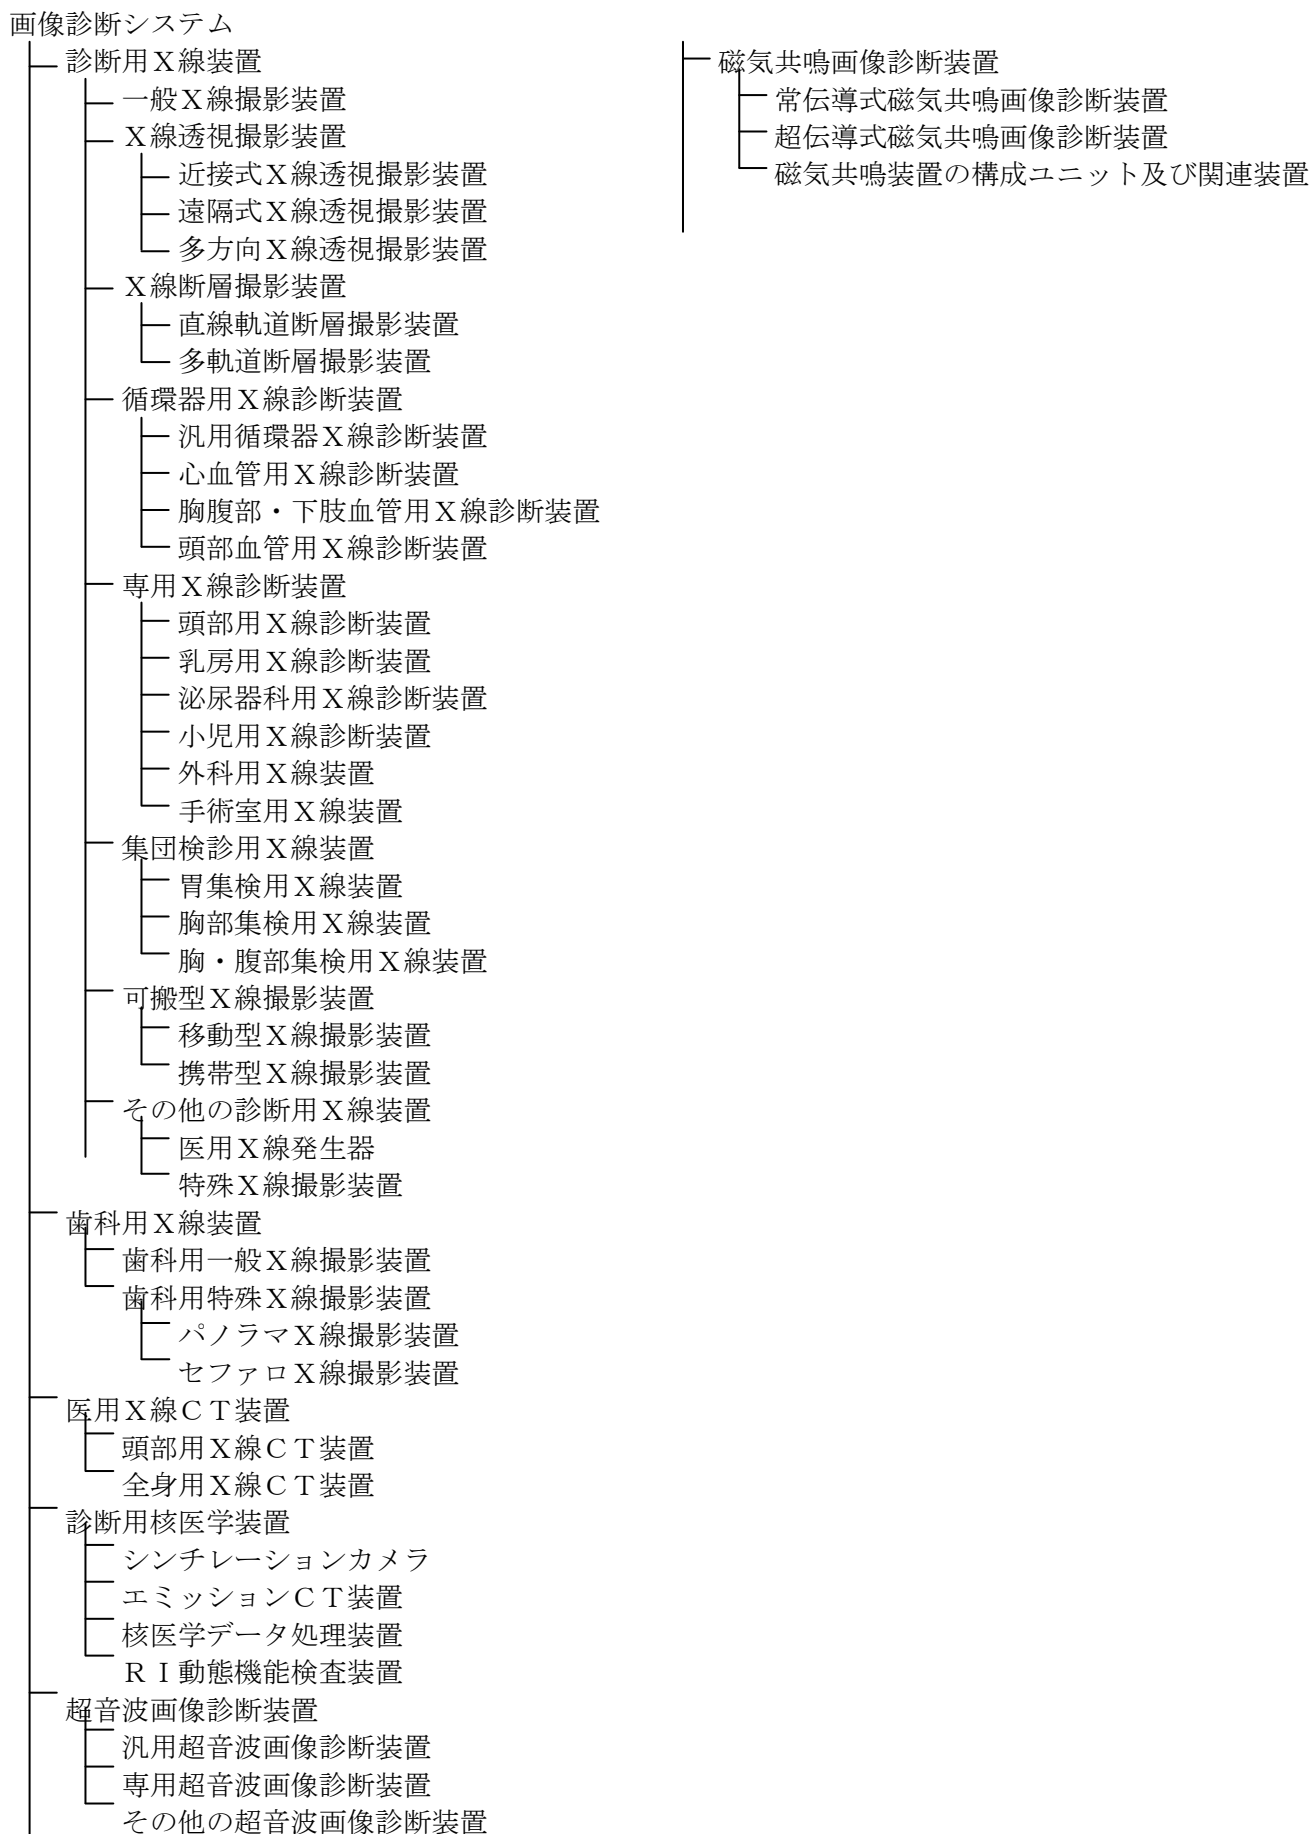 画像診断システム
診断用Ｘ線装置
一般Ｘ線撮影装置
Ｘ線透視撮影装置
近接式Ｘ線透視撮影装置
遠隔式Ｘ線透視撮影装置
多方向Ｘ線透視撮影装置
Ｘ線断層撮影装置
直線軌道断層撮影装置
多軌道断層撮影装置
循環器用Ｘ線診断装置
汎用循環器Ｘ線診断装置
心血管用Ｘ線診断装置
胸腹部・下肢血管用Ｘ線診断装置
頭部血管用Ｘ線診断装置
専用Ｘ線診断装置
頭部用Ｘ線診断装置
乳房用Ｘ線診断装置
泌尿器科用Ｘ線診断装置
小児用Ｘ線診断装置
外科用Ｘ線装置
手術室用Ｘ線装置
集団検診用Ｘ線装置
胃集検用Ｘ線装置
胸部集検用Ｘ線装置
胸・腹部集検用Ｘ線装置
可搬型Ｘ線撮影装置
移動型Ｘ線撮影装置
携帯型Ｘ線撮影装置
その他の診断用Ｘ線装置
医用Ｘ線発生器
特殊Ｘ線撮影装置
歯科用Ｘ線装置
歯科用一般Ｘ線撮影装置
歯科用特殊Ｘ線撮影装置
パノラマＸ線撮影装置
セファロＸ線撮影装置
医用Ｘ線ＣＴ装置
頭部用Ｘ線ＣＴ装置
全身用Ｘ線ＣＴ装置
診断用核医学装置
シンチレーションカメラ
エミッションＣＴ装置
核医学データ処理装置
ＲＩ動態機能検査装置
超音波画像診断装置
汎用超音波画像診断装置
専用超音波画像診断装置
その他の超音波画像診断装置
磁気共鳴画像診断装置
常伝導式磁気共鳴画像診断装置
超伝導式磁気共鳴画像診断装置
磁気共鳴装置の構成ユニット及び関連装置